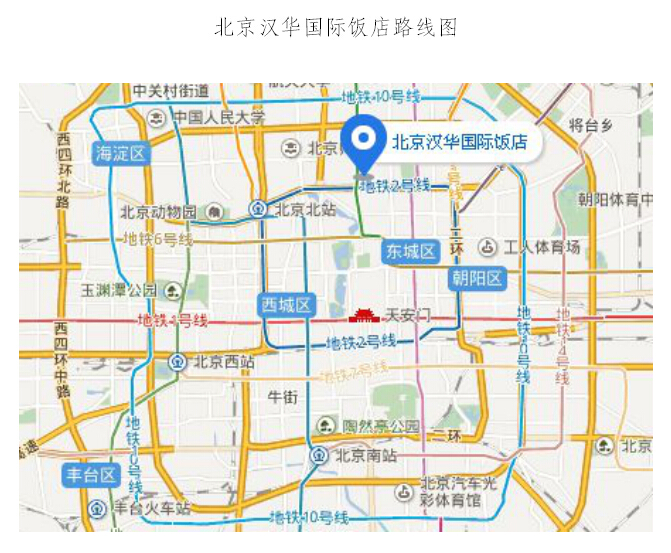 北京汉华国际饭店路线图
中关村街道
地铁10号线
中国人民大学
将台乡
西四环北路
海淀区
北京汉华国际饭店
地铁2号线
朝阳体育中
北京动物园
北京北站
地铁6号线
东城区
工人体育场
朝阳区
玉渊潭公园
西城区
地铁1号线
天安门
地铁2号线
西四环中路
北京西站
地铁10号线
地铁14号线
牛街
陶然亭公园
二环
高速
北京
地铁10号线
丰台区
北京南站
北京汽车光
彩体育馆
丰台火车站
地铁10号线